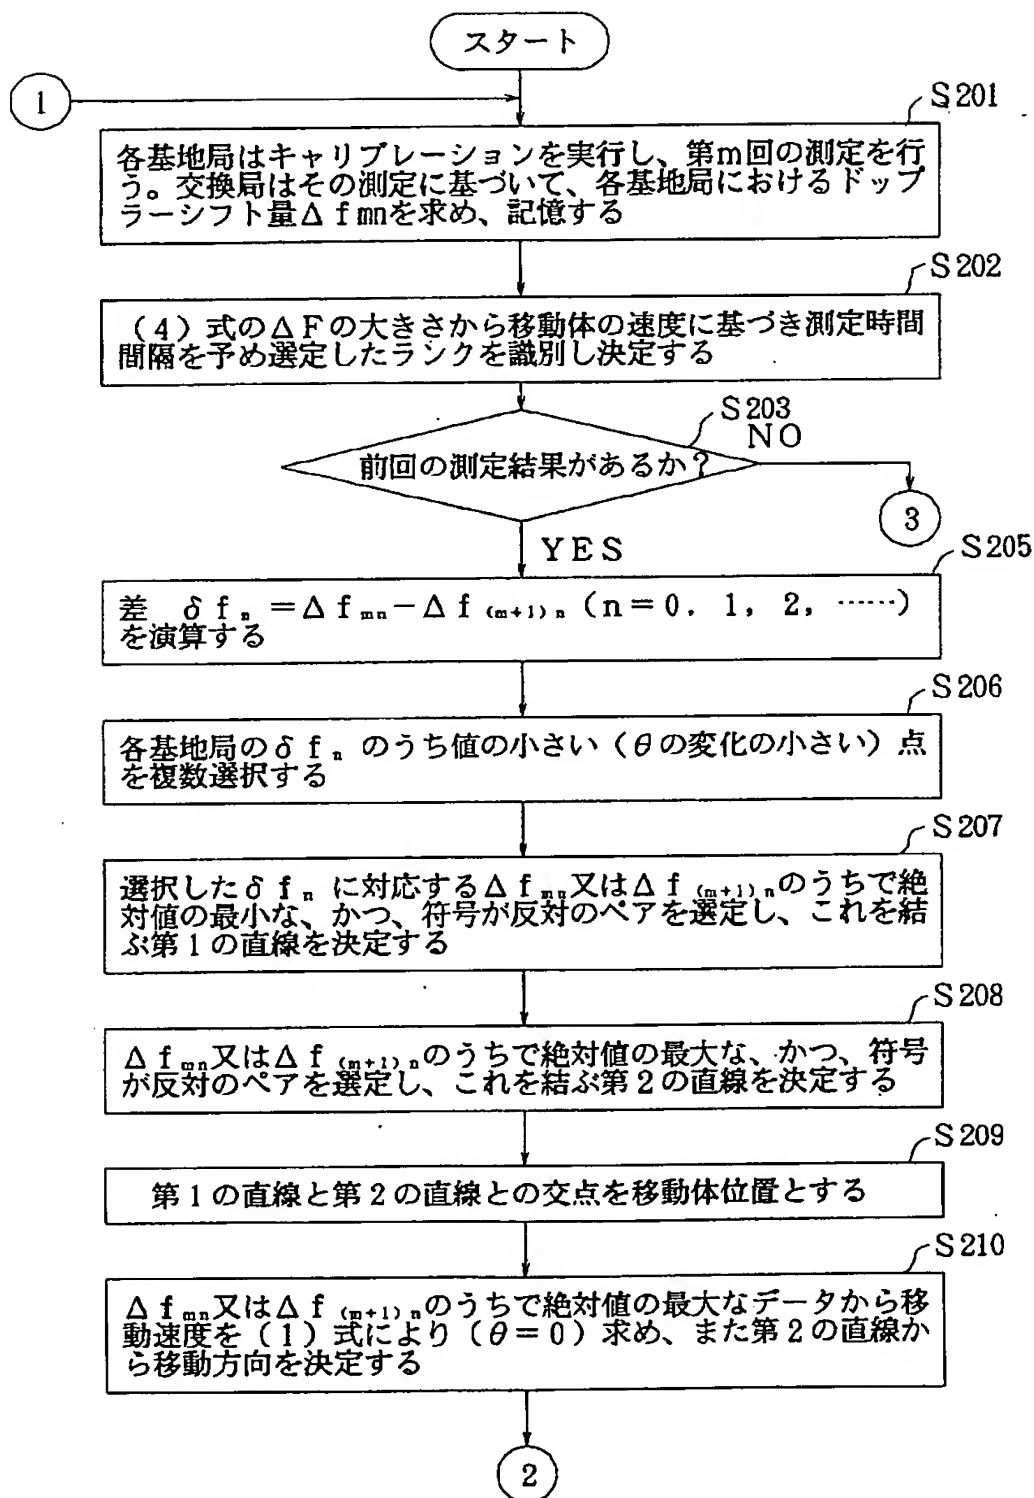 スタート
1
S201
各基地局はキャリブレーションを実行し、第m回の測定を行
う。交換局はその測定に基づいて、各基地局におけるドップ
ラーシフト量Δfmnを求め、記憶する
S202
(4)式のΔFの大きさから移動体の速度に基づき測定時間
間隔を予め選定したランクを識別し決定する
S203
NO
前回の測定結果があるか？
3
YES
S205
差 δfn＝Δfmn－Δf(m+1)n (n＝0. 1, 2, ……)
を演算する
S206
各基地局のδfn のうち値の小さい(θの変化の小さい)点
を複数選択する
S207
選択したδfn に対応するΔfmn又はΔf(m+1)nのうちで絶
対値の最小な、かつ、符号が反対のペアを選定し、これを結
ぶ第1の直線を決定する
S208
Δfmn又はΔf(m+1)nのうちで絶対値の最大な、かつ、符号
が反対のペアを選定し、これを結ぶ第2の直線を決定する
S209
第1の直線と第2の直線との交点を移動体位置とする
S210
Δfmn又はΔf(m+1)nのうちで絶対値の最大なデータから移
動速度を(1)式により(θ＝0)求め、また第2の直線か
ら移動方向を決定する
2